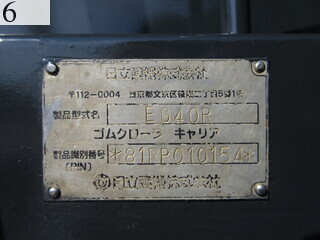 6
日立建機株式会社
〒112-0004 東京都文京区後楽二丁目5番1号
製品型式名 EG40R
ゴムクローラ キャリア
製品識別番号 *81EP010154*
(PIN)
日立建機株式会社